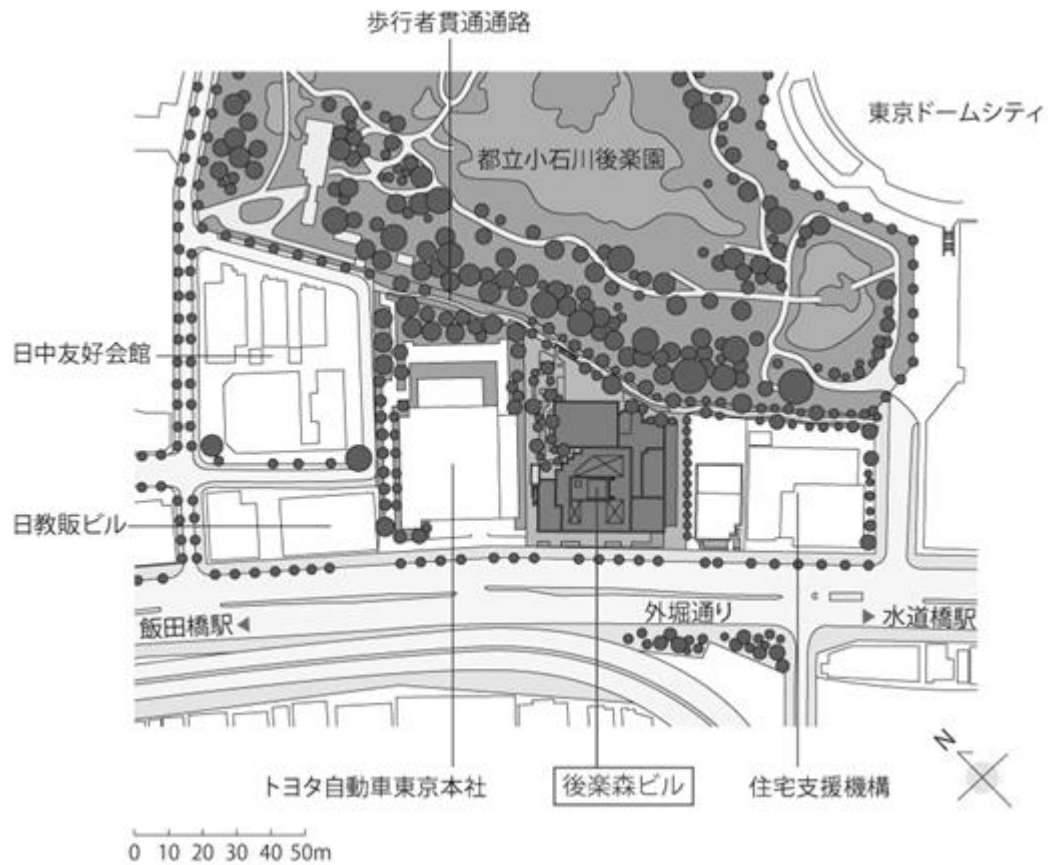 歩行者貫通通路
東京ドームシティ
都立小石川後楽園
日中友好会館
日教販ビル
外堀通り
飯田橋駅◀
▶水道橋駅
N
トヨタ自動車東京本社
後楽森ビル
住宅支援機構
0 10 20 30 40 50m